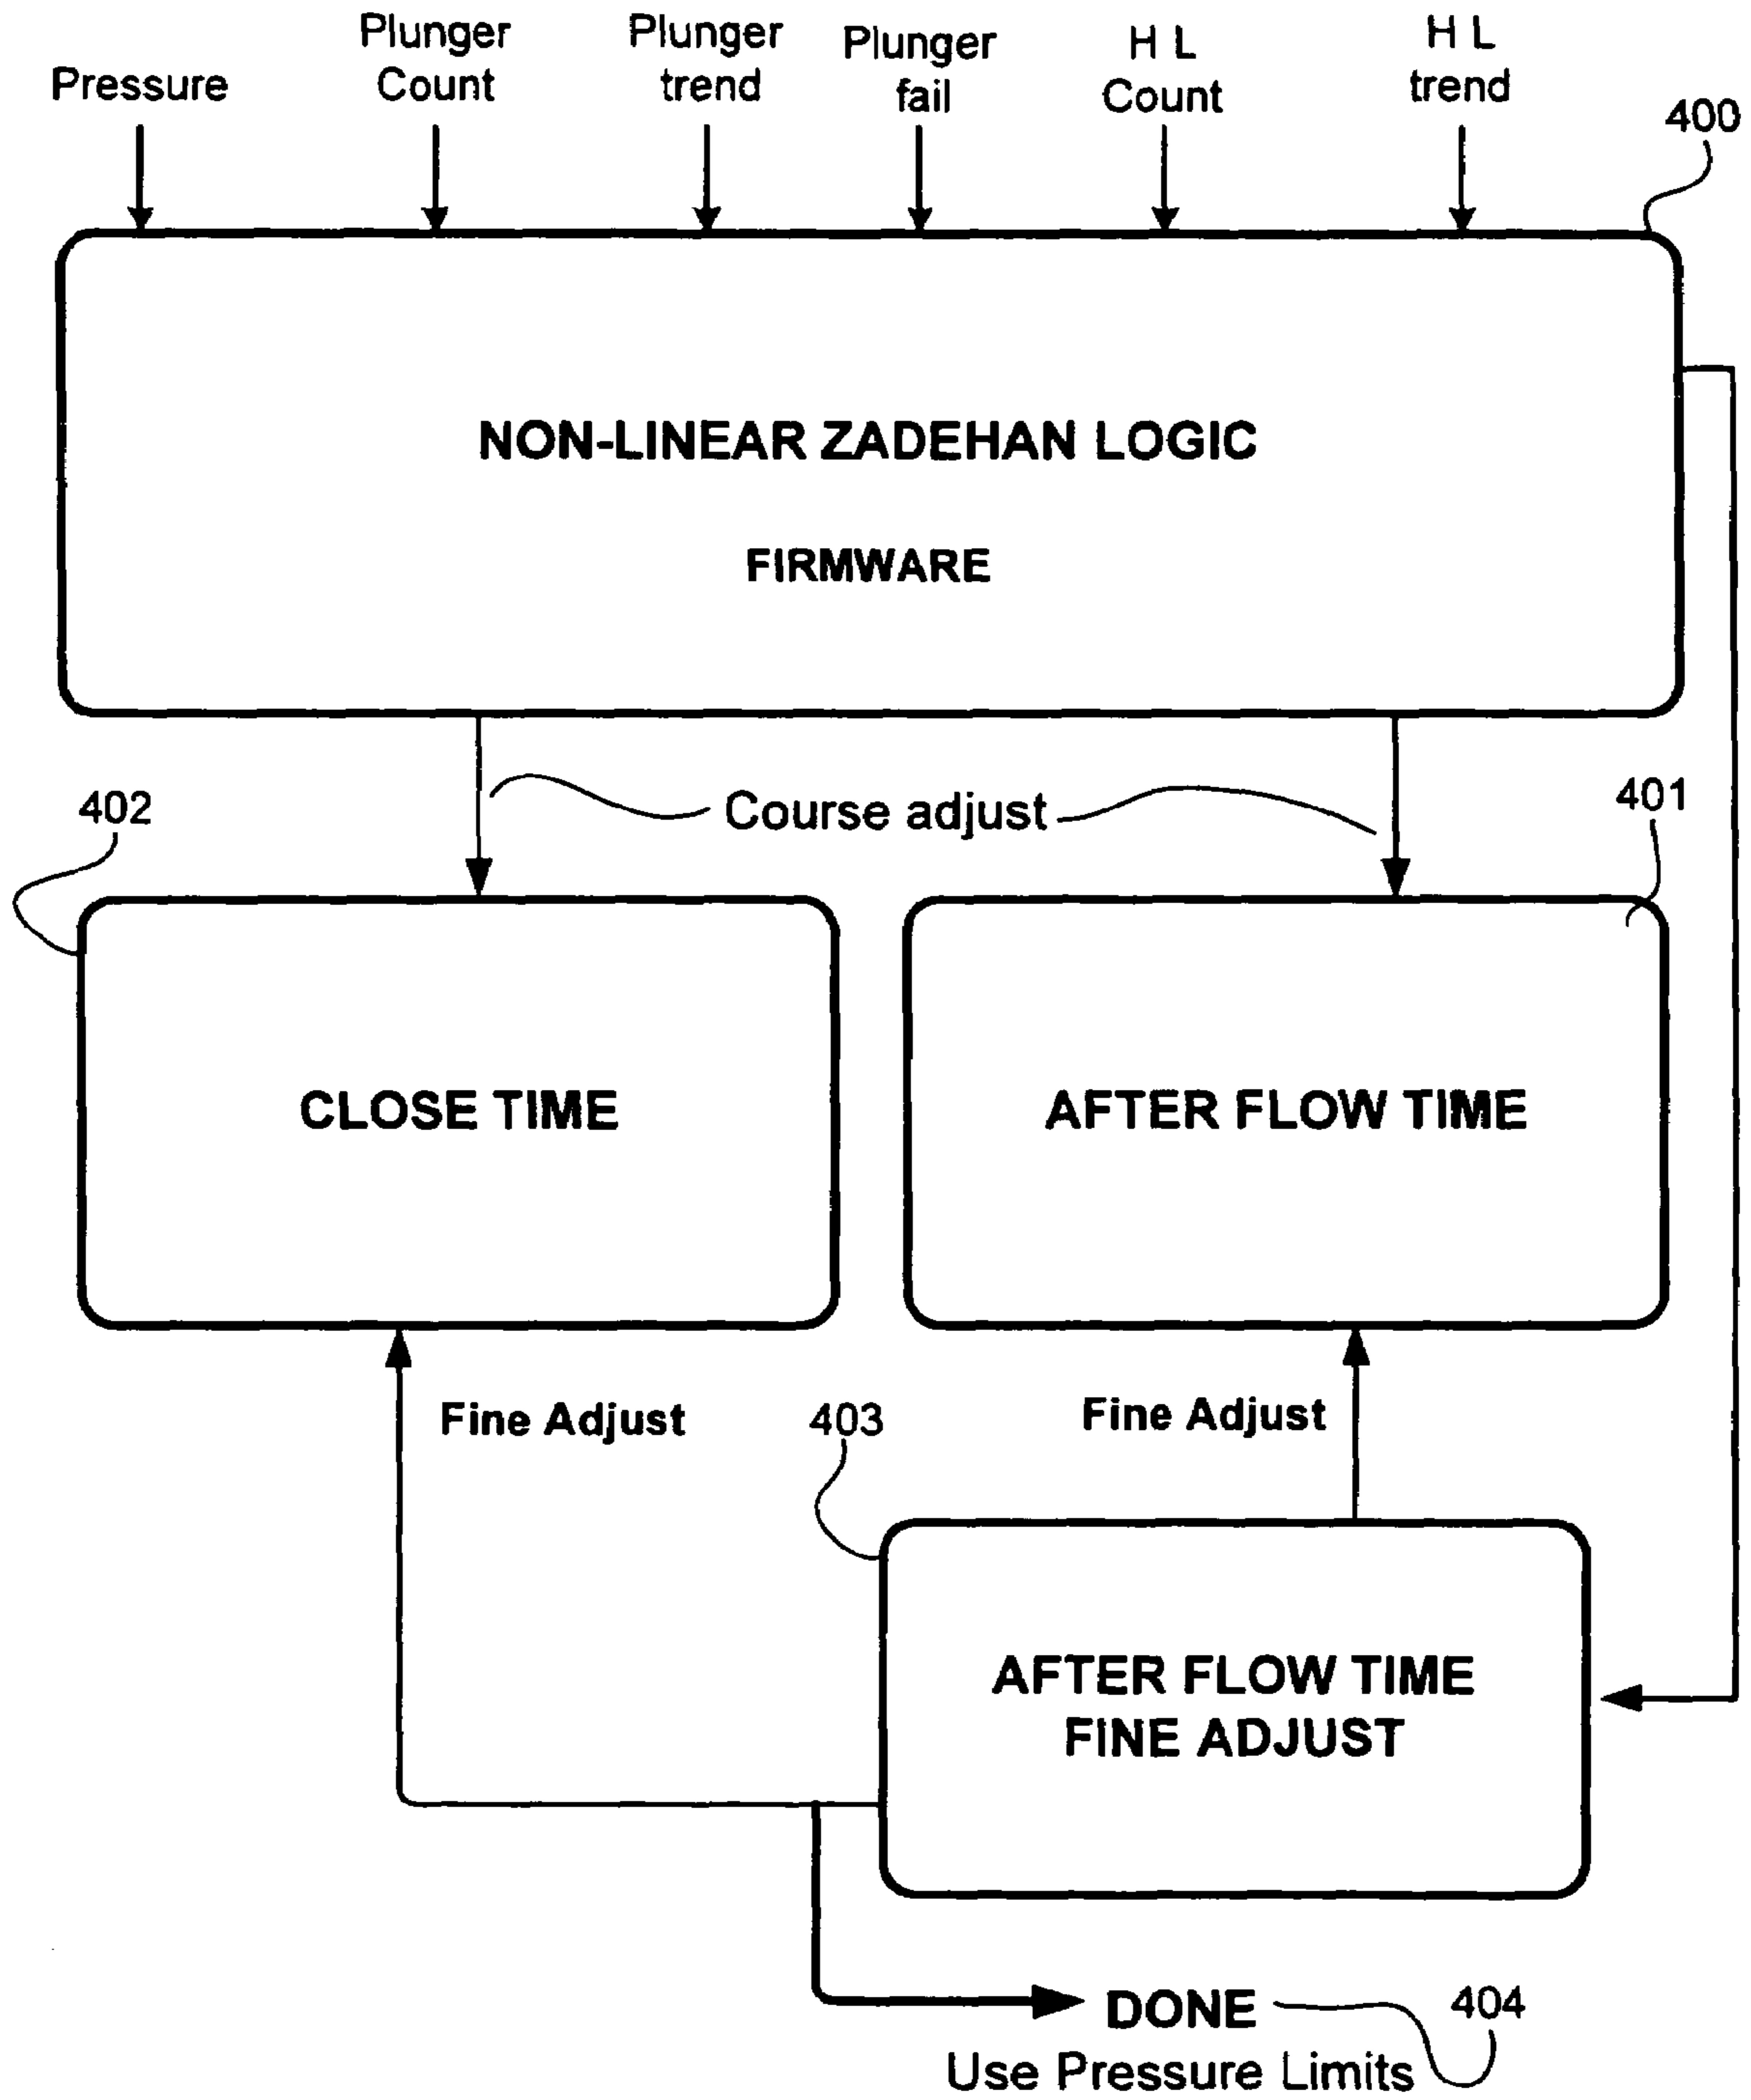 Pressure
Plunger
Count
Plunger
trend
Plunger
fail
H L
Count
H L
trend
400
NON-LINEAR ZADEHAN LOGIC
FIRMWARE
402
Course adjust
401
CLOSE TIME
AFTER FLOW TIME
Fine Adjust
403
Fine Adjust
AFTER FLOW TIME
FINE ADJUST
DONE
404
Use Pressure Limits